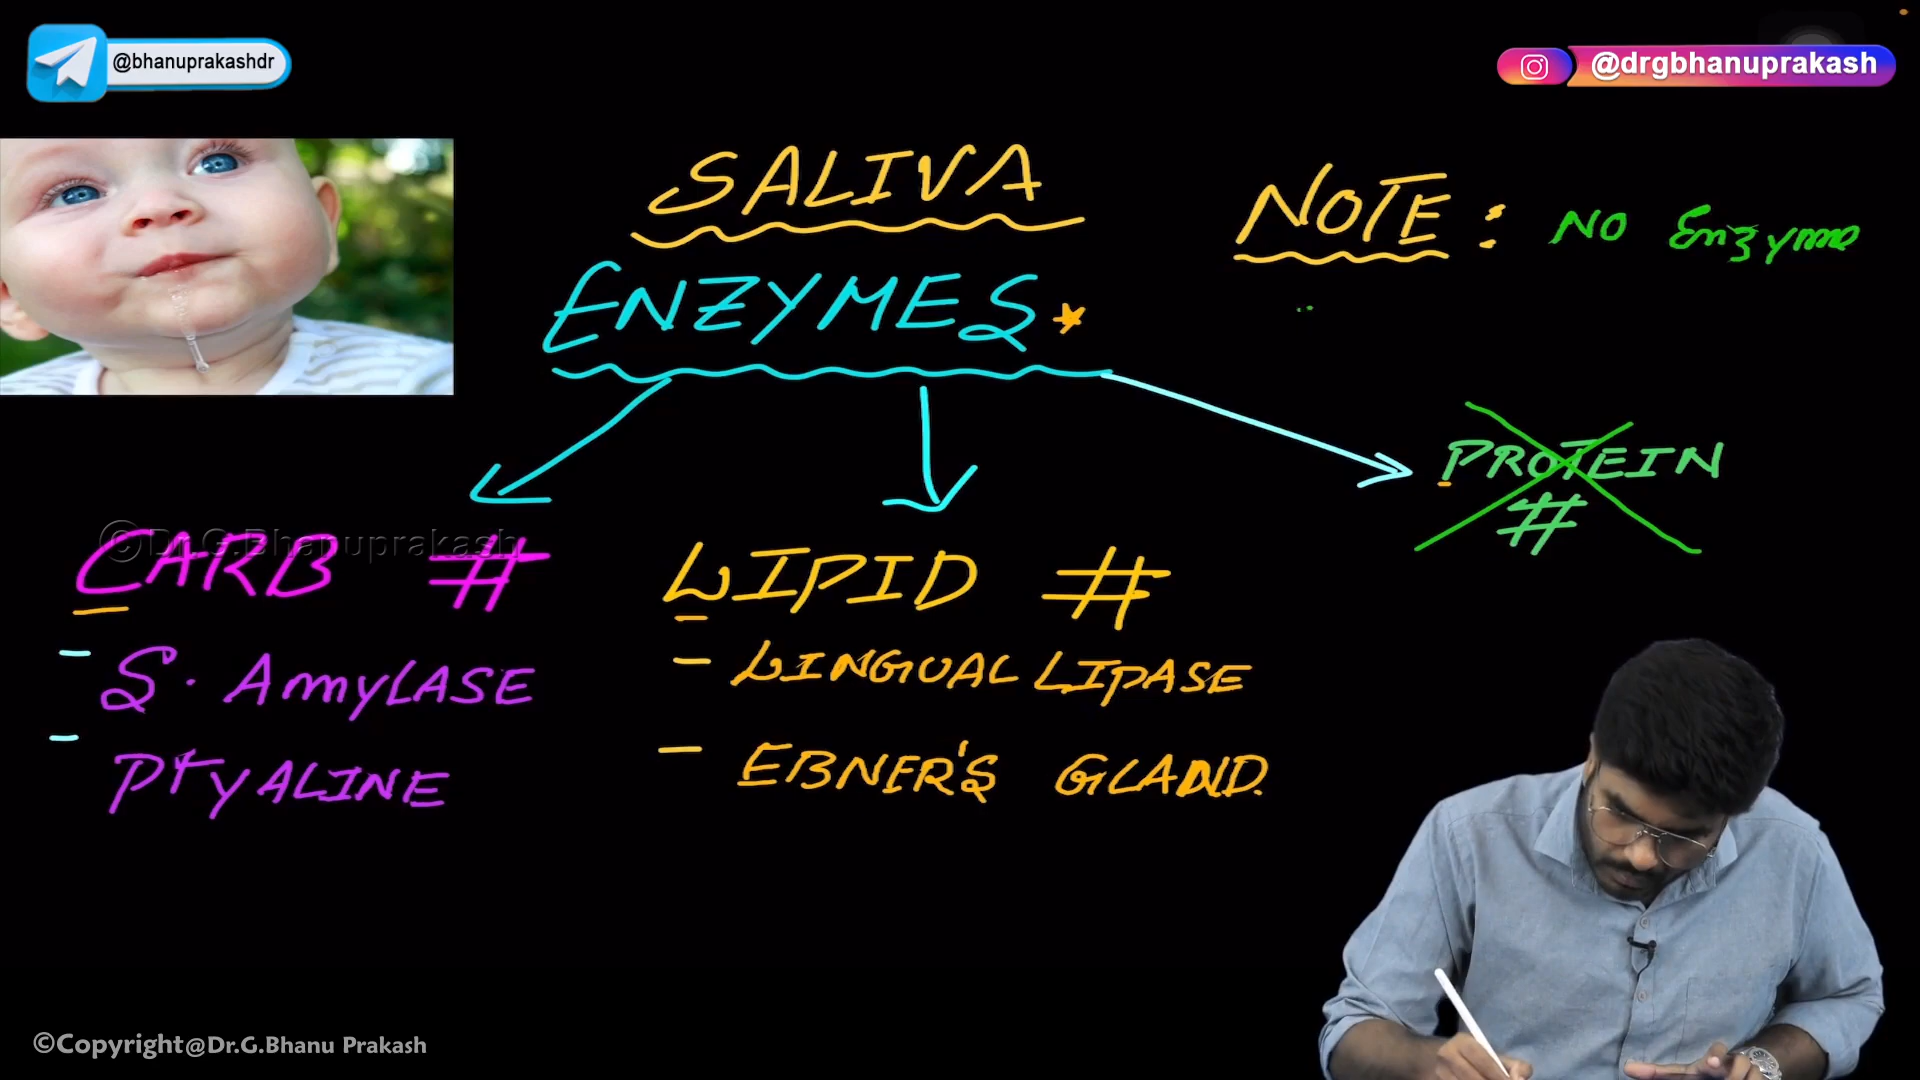 @bhanuprakashdr
@drgbhanuprakash
SALIVA
NOTE : NO Enzyme
ENZYMES
PROTEIN
#
©Dr.G.Bhanuprakash
CARB #
LIPID #
S. AmyLASE
- LINGUAL LIPASE
PtyALINE
- EBNER'S GLAND.
©Copyright@Dr.G.Bhanu Prakash